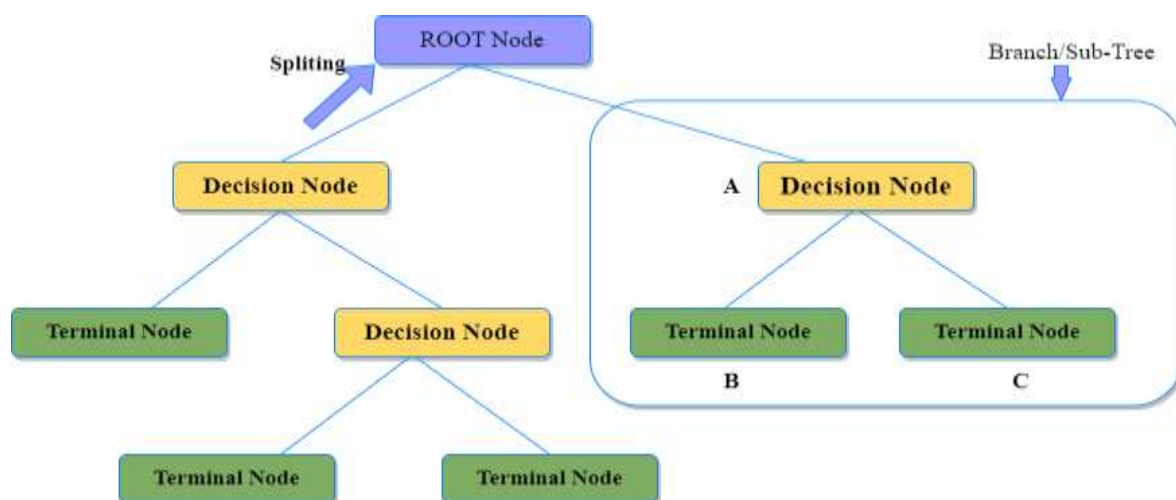 ROOT Node
Branch/Sub-Tree
Spliting
Decision Node
A
Decision Node
Terminal Node
Decision Node
Terminal Node
Terminal Node
B
C
Terminal Node
Terminal Node